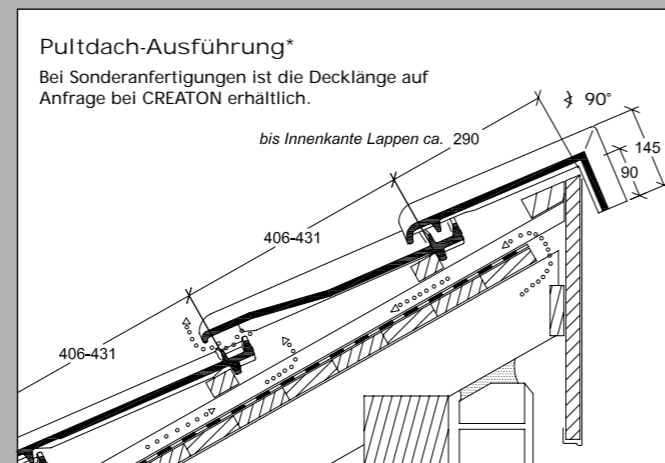 Pultdach-Ausführung*
Bei Sonderanfertigungen ist die Decklänge auf
Anfrage bei CREATON erhältlich.
∢ 90°
bis Innenkante Lappen ca. 290
145
90
406-431
406-431